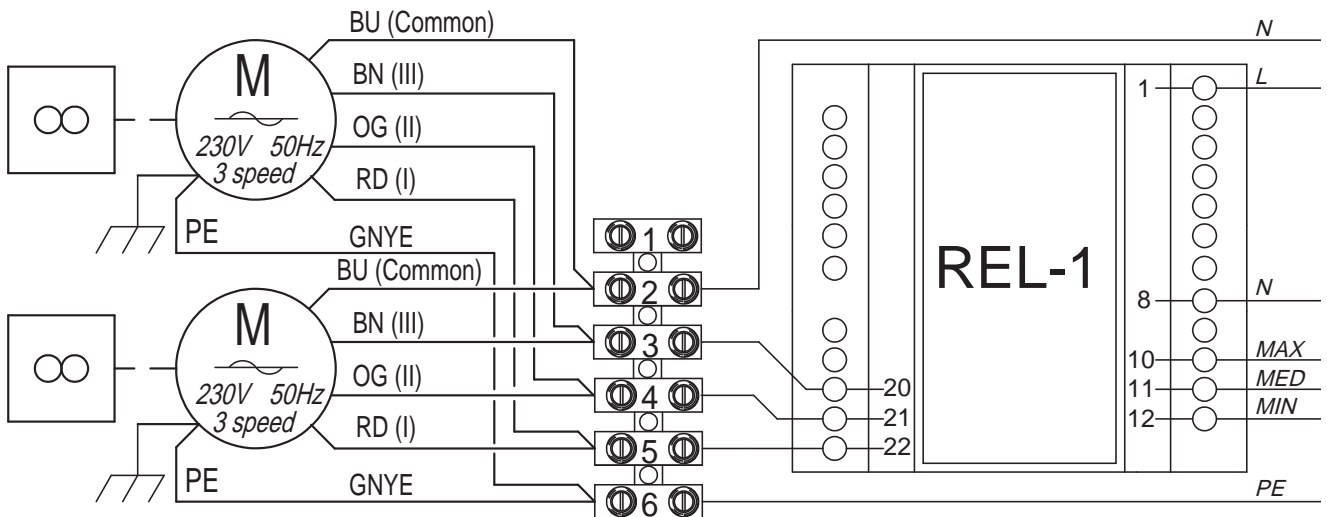 BU (Common)
BN (III)
OG (II)
RD (I)
M
230V 50Hz
3 speed
PE
GNYE
BU (Common)
BN (III)
OG (II)
RD (I)
M
230V 50Hz
3 speed
PE
GNYE
1
2
3
4
5
6
20
21
22
REL-1
1
8
10
11
12
N
L
N
MAX
MED
MIN
PE